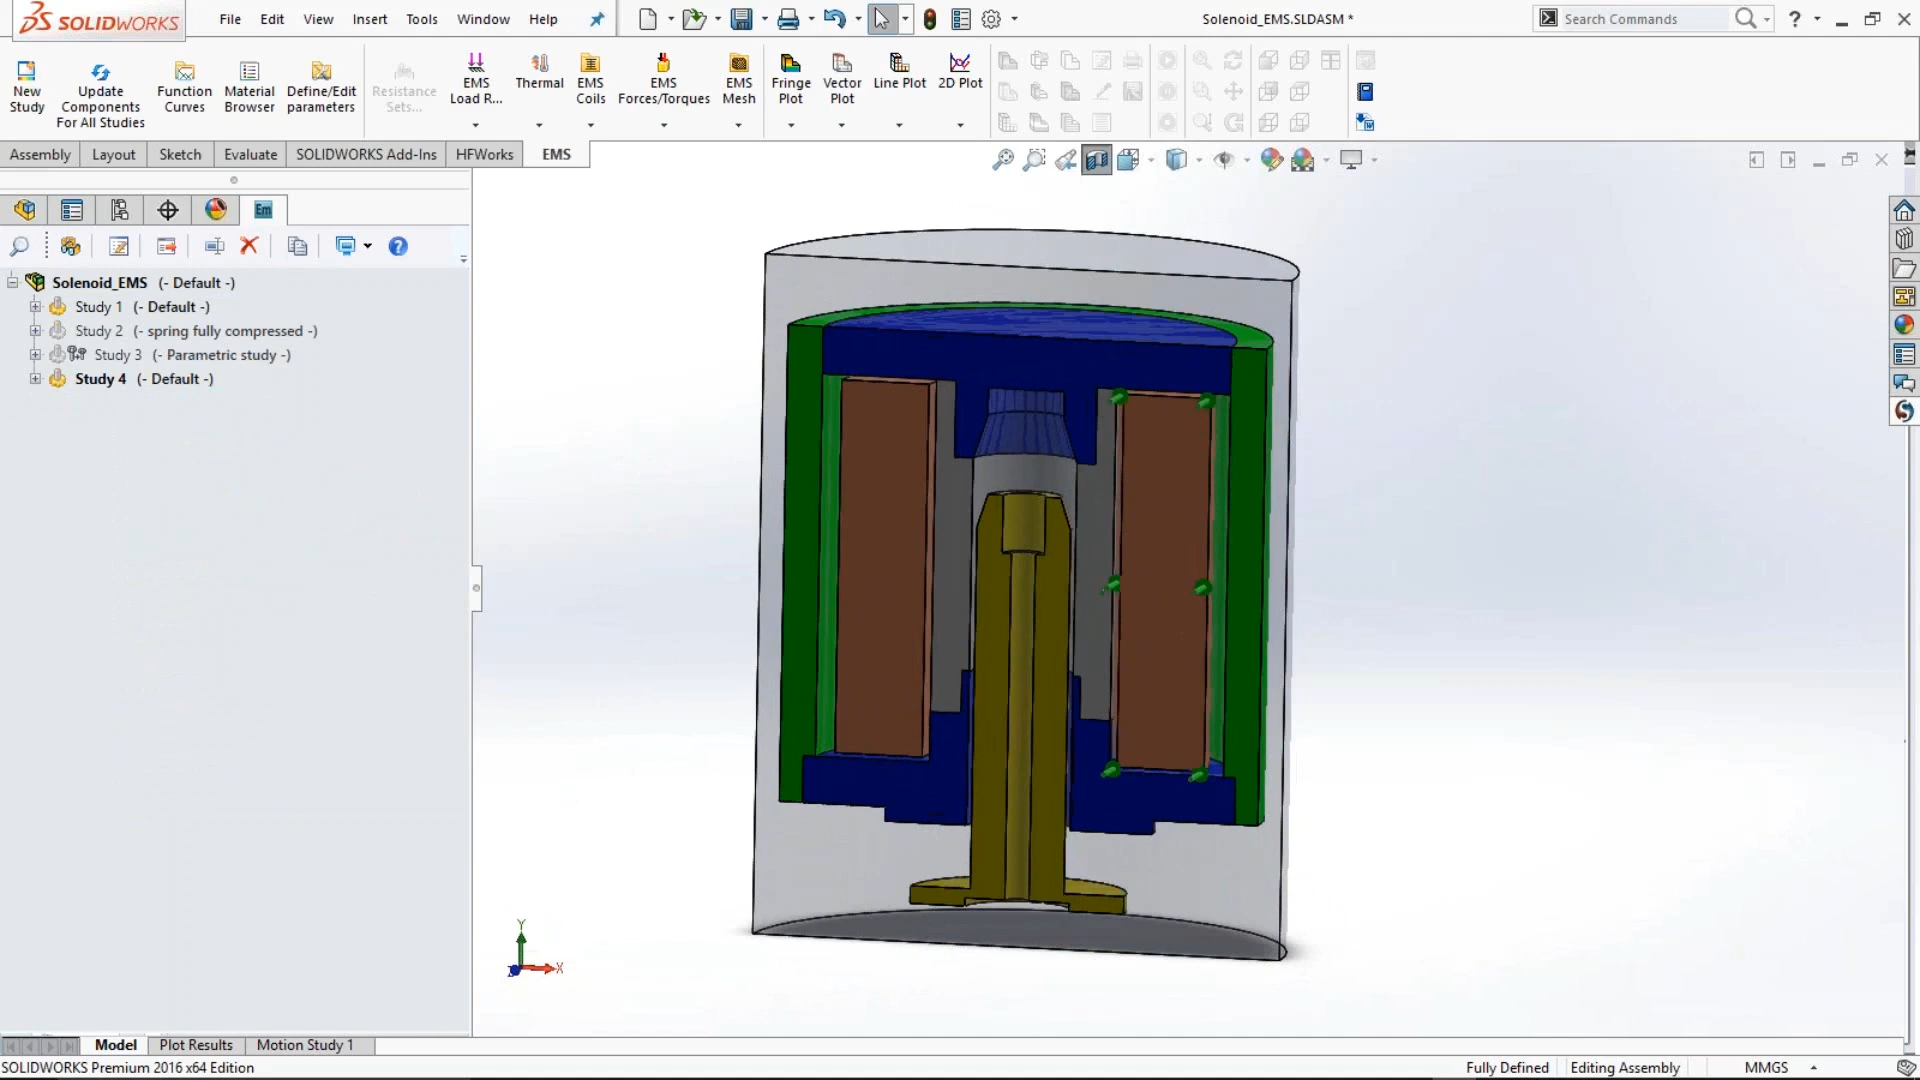 SOLIDWORKS
File Edit View Insert Tools Window Help
Solenoid_EMS.SLDASM *
Search Commands
?
New Study
Update Components For All Studies
Function Curves
Material Browser
Define/Edit parameters
Resistance Sets...
EMS Load R...
Thermal
EMS Coils
EMS Forces/Torques
EMS Mesh
Fringe Plot
Vector Plot
Line Plot
2D Plot
Assembly Layout Sketch Evaluate SOLIDWORKS Add-Ins HFWorks EMS
Em
Solenoid_EMS (- Default -)
Study 1 (- Default -)
Study 2 (- spring fully compressed -)
Study 3 (- Parametric study -)
Study 4 (- Default -)
Y
X
Model Plot Results Motion Study 1
SOLIDWORKS Premium 2016 x64 Edition
Fully Defined Editing Assembly MMGS